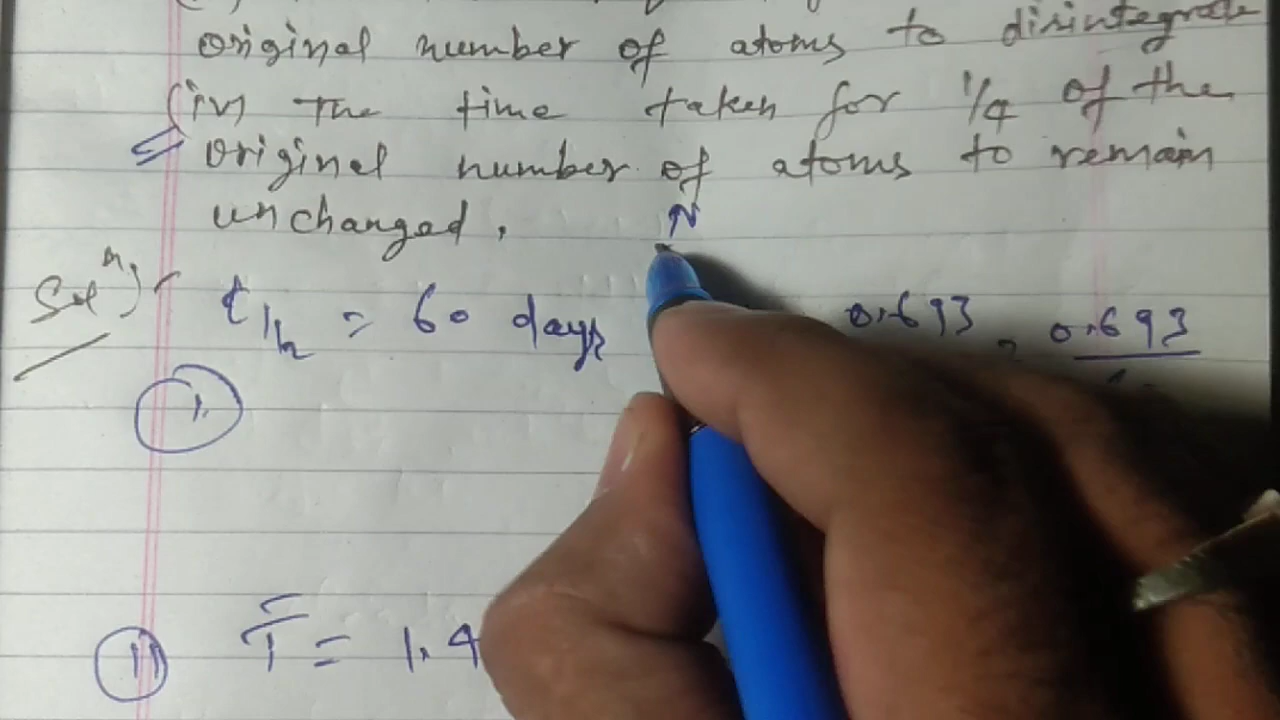 original number of atoms to disintegrate
(iv) The time taken for 1/4 of the
original number of atoms to remain
unchanged.
N
Solⁿ)
t1/2 = 60 days
0.693 = 0.693
i.
ii T̄ = 1.4